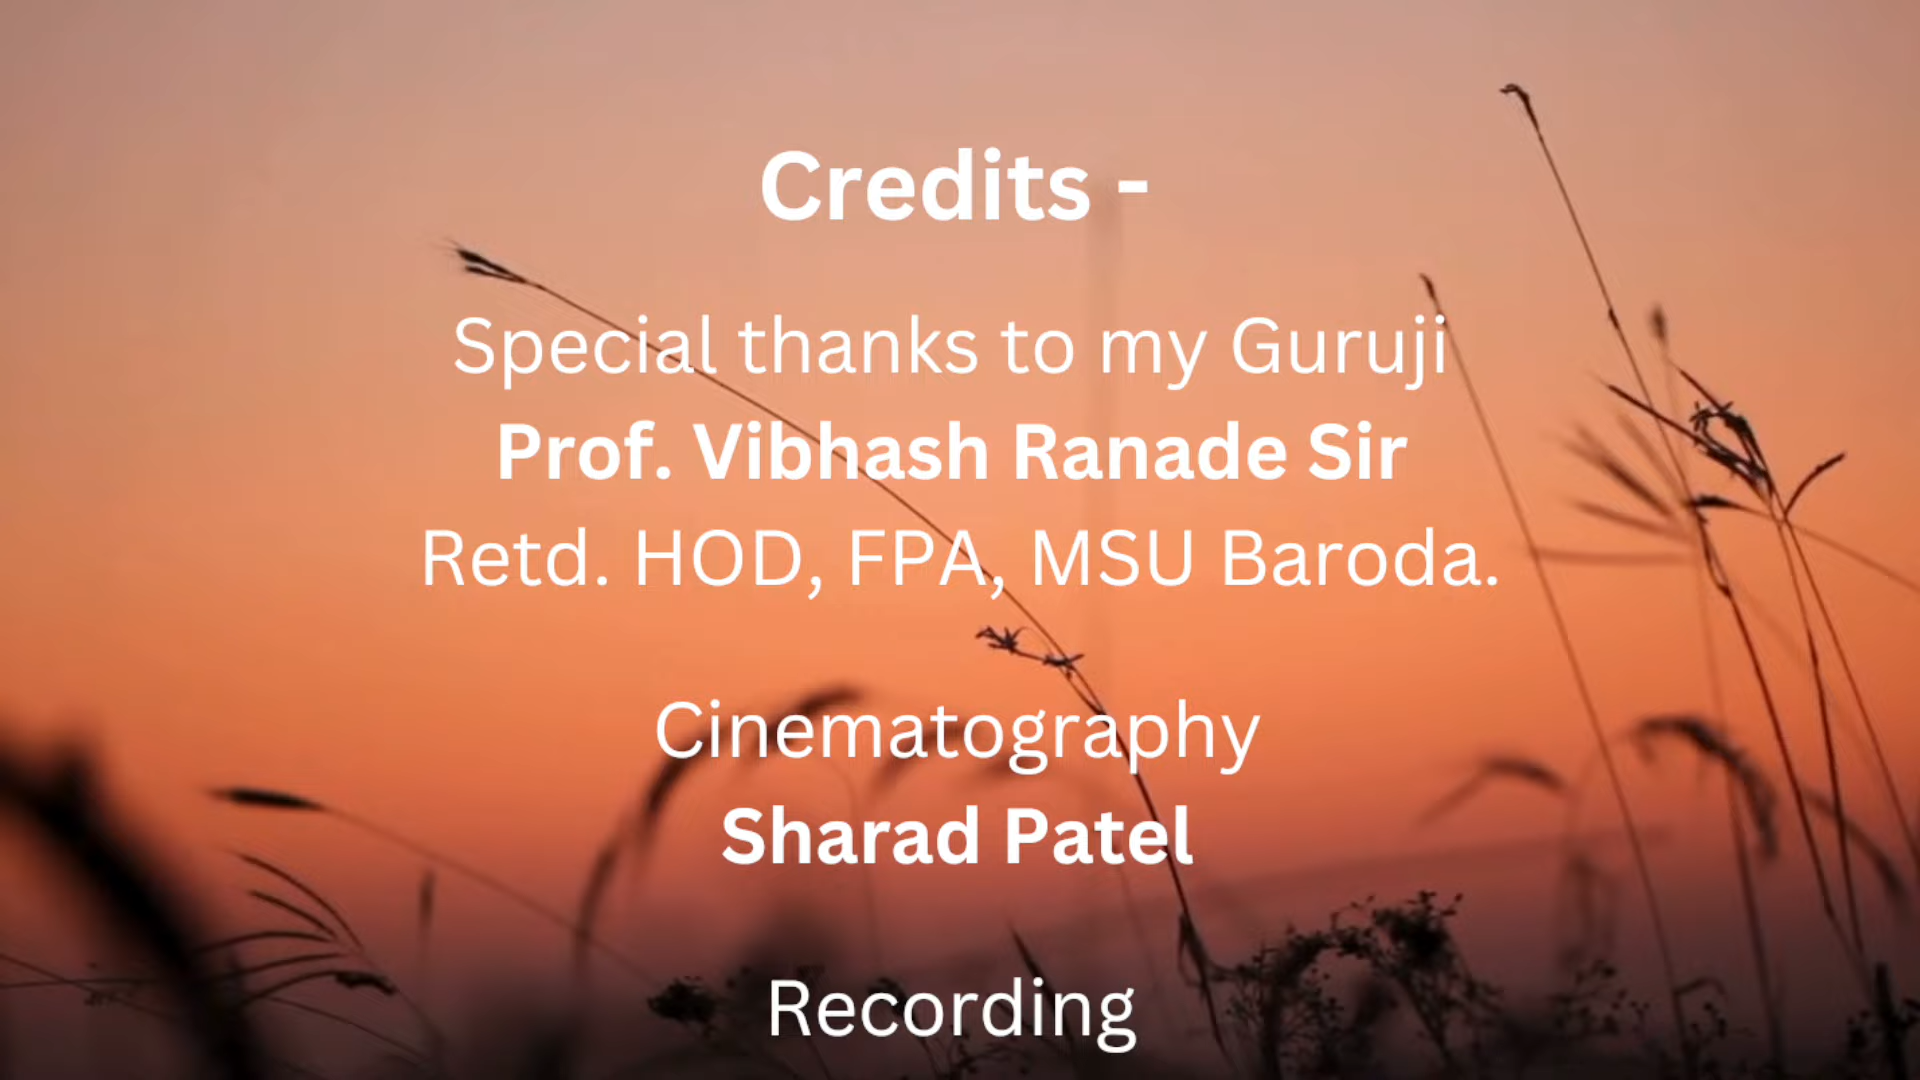 Credits -
Special thanks to my Guruji
Prof. Vibhash Ranade Sir
Retd. HOD, FPA, MSU Baroda.
Cinematography
Sharad Patel
Recording